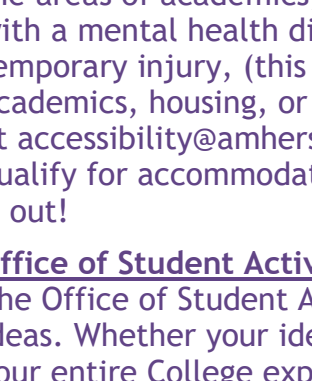 he areas of academics
with a mental health di
emporary injury, (this
cademics, housing, or
t accessibility@amhers
ualify for accommodat
out!
ffice of Student Activ
he Office of Student A
deas. Whether your ide
our entire College exp